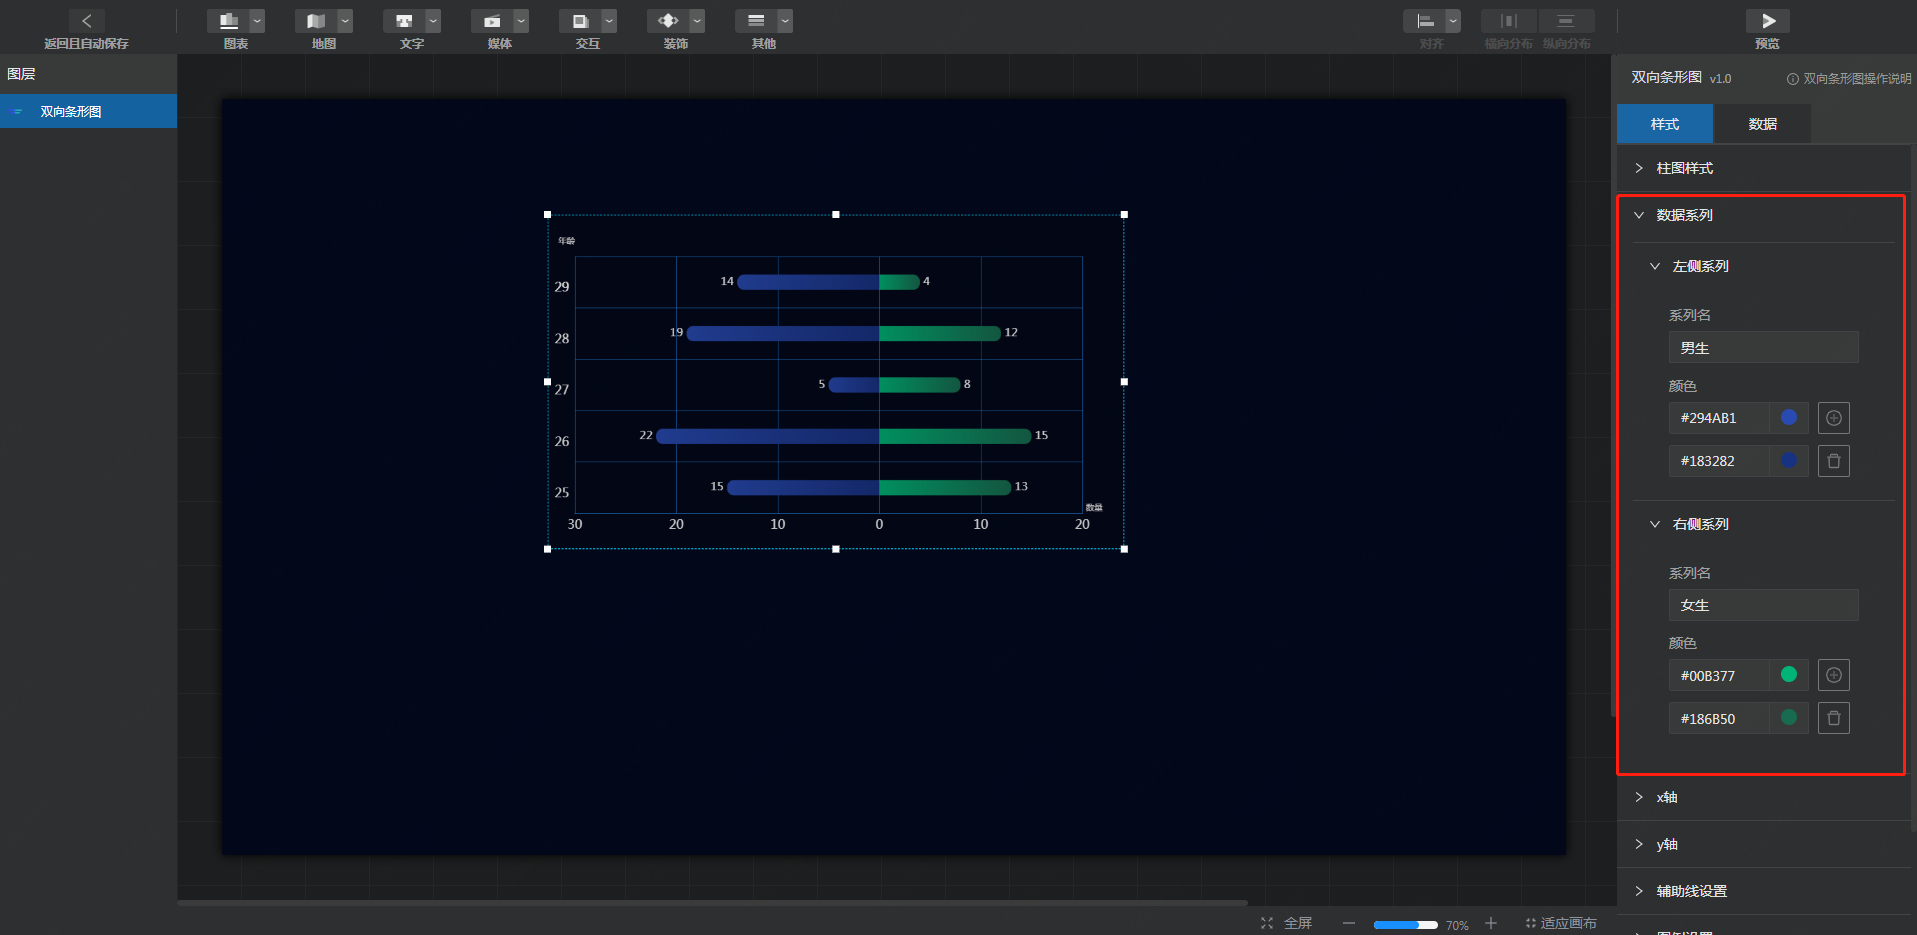 返回且自动保存
图表
地图
文字
媒体
交互
装饰
其他
对齐
横向分布
纵向分布
预览
图层
双向条形图
年龄
29
14
4
28
19
12
27
5
8
26
22
15
25
15
13
数量
30
20
10
0
10
20
双向条形图 v1.0
双向条形图操作说明
样式
数据
柱图样式
数据系列
左侧系列
系列名
男生
颜色
#294AB1
#183282
右侧系列
系列名
女生
颜色
#00B377
#186B50
x轴
y轴
辅助线设置
全屏
70%
适应画布